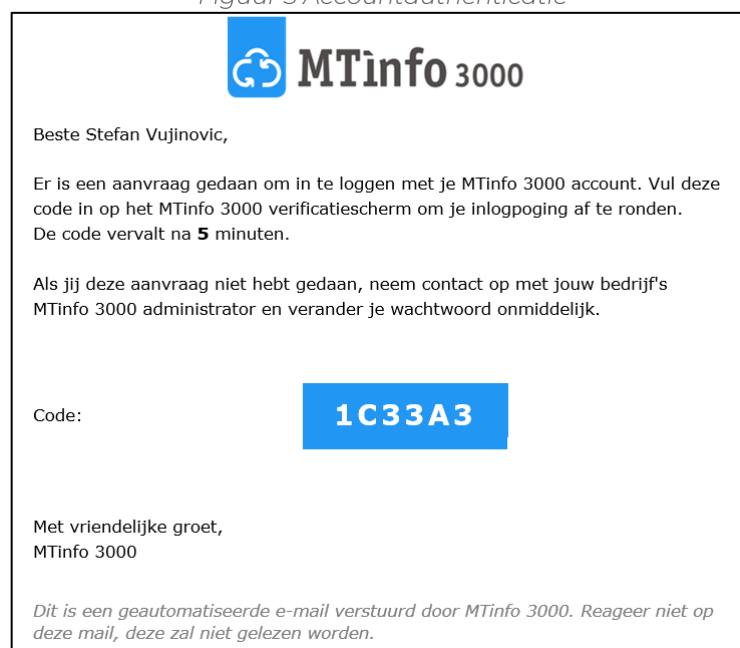 Figuur 3 Accountauthenticatie
MTinfo 3000
Beste Stefan Vujinovic,
Er is een aanvraag gedaan om in te loggen met je MTinfo 3000 account. Vul deze
code in op het MTinfo 3000 verificatiescherm om je inlogpoging af te ronden.
De code vervalt na 5 minuten.
Als jij deze aanvraag niet hebt gedaan, neem contact op met jouw bedrijf's
MTinfo 3000 administrator en verander je wachtwoord onmiddelijk.
Code:
1C33A3
Met vriendelijke groet,
MTinfo 3000
Dit is een geautomatiseerde e-mail verstuurd door MTinfo 3000. Reageer niet op
deze mail, deze zal niet gelezen worden.